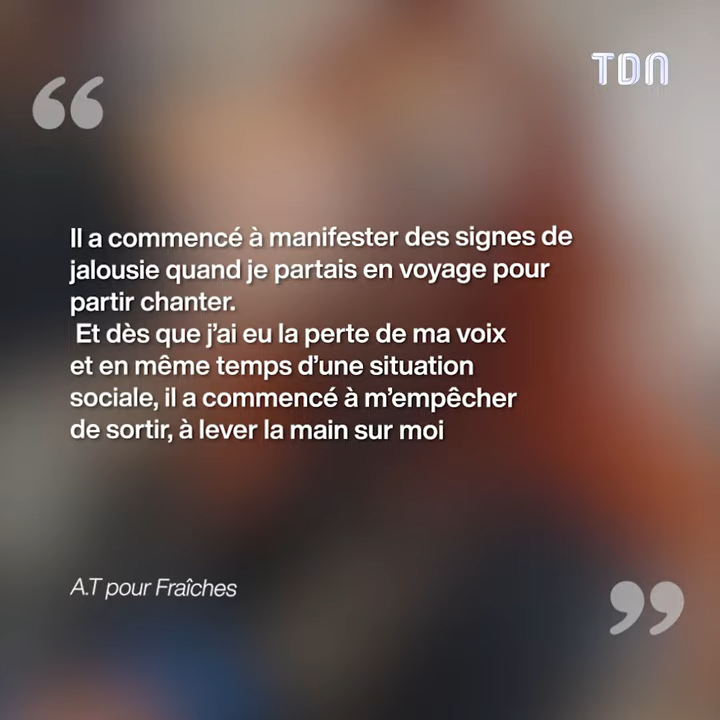 TDN
“
Il a commencé à manifester des signes de
jalousie quand je partais en voyage pour
partir chanter.
Et dès que j’ai eu la perte de ma voix
et en même temps d’une situation
sociale, il a commencé à m’empêcher
de sortir, à lever la main sur moi
A.T pour Fraîches
”